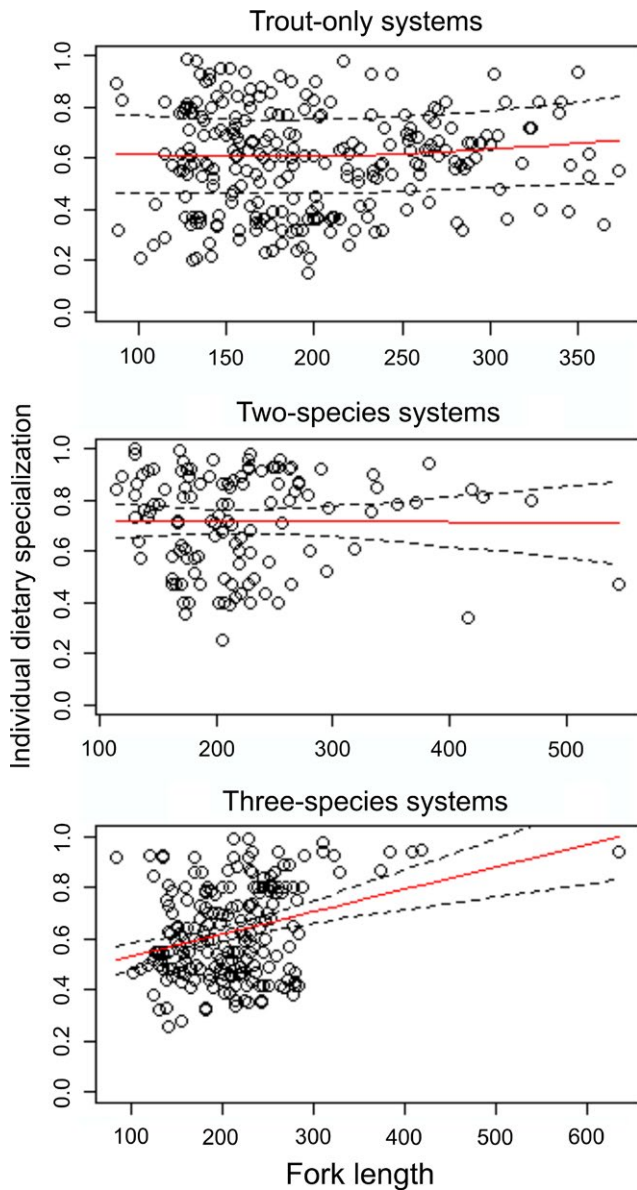 Trout-only systems
1.0
0.8
0.6
0.4
0.2
0.0
100 150 200 250 300 350
Two-species systems
1.0
0.8
0.6
0.4
0.2
0.0
100 200 300 400 500
Individual dietary specialization
Three-species systems
1.0
0.8
0.6
0.4
0.2
0.0
100 200 300 400 500 600
Fork length